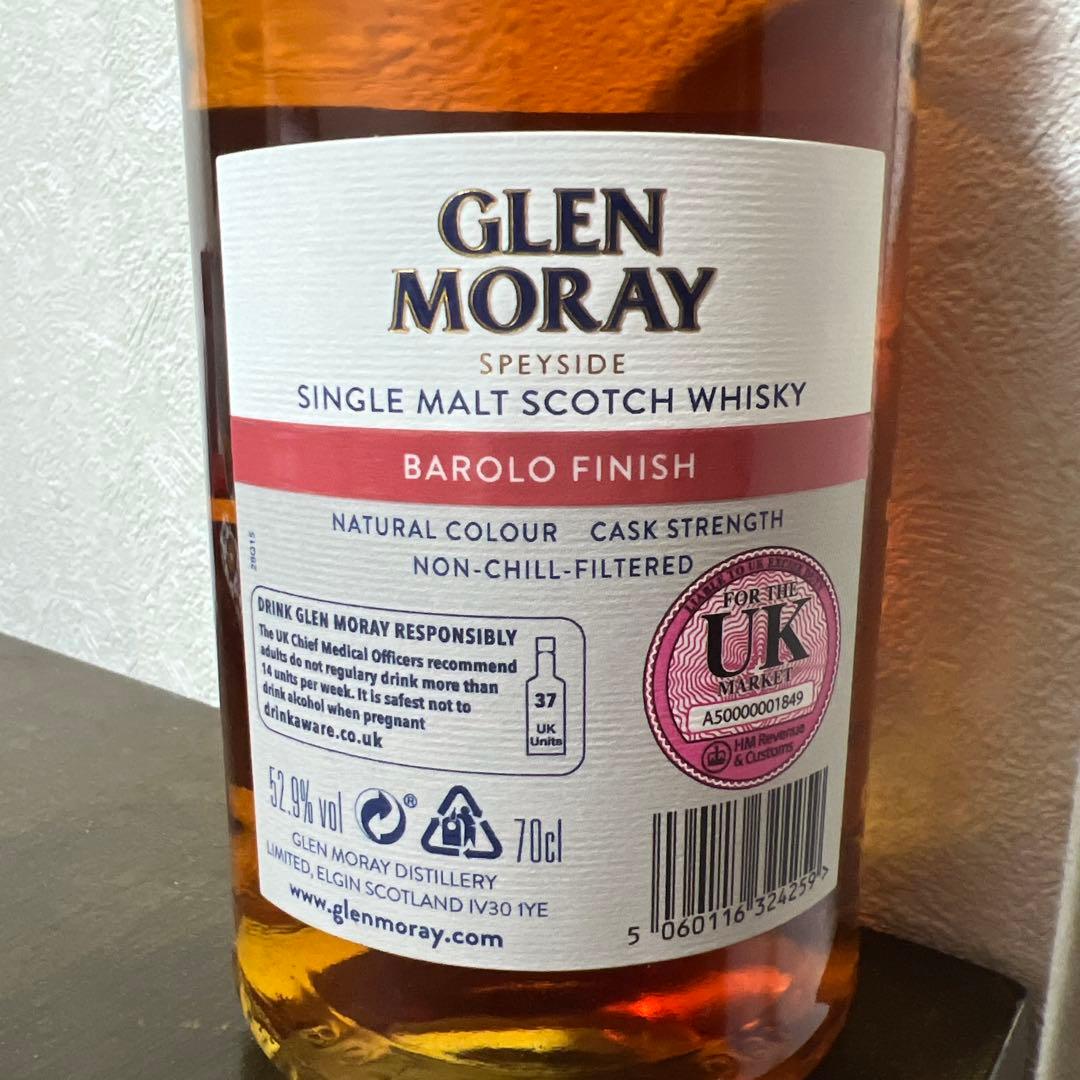 GLEN
MORAY
SPEYSIDE
SINGLE MALT SCOTCH WHISKY
BAROLO FINISH
NATURAL COLOUR CASK STRENGTH
NON-CHILL-FILTERED
28G15
DRINK GLEN MORAY RESPONSIBLY
The UK Chief Medical Officers recommend
adults do not regulary drink more than
14 units per week. It is safest not to
drink alcohol when pregnant
drinkaware.co.uk
37
UK
Units
TO UK
FOR THE
UK
MARKET
A50000001849
HM Revenue
& Customs
52.9% vol ® 70cl
GLEN MORAY DISTILLERY
LIMITED, ELGIN SCOTLAND IV30 1YE
www.glenmoray.com
5 060116 324259 >